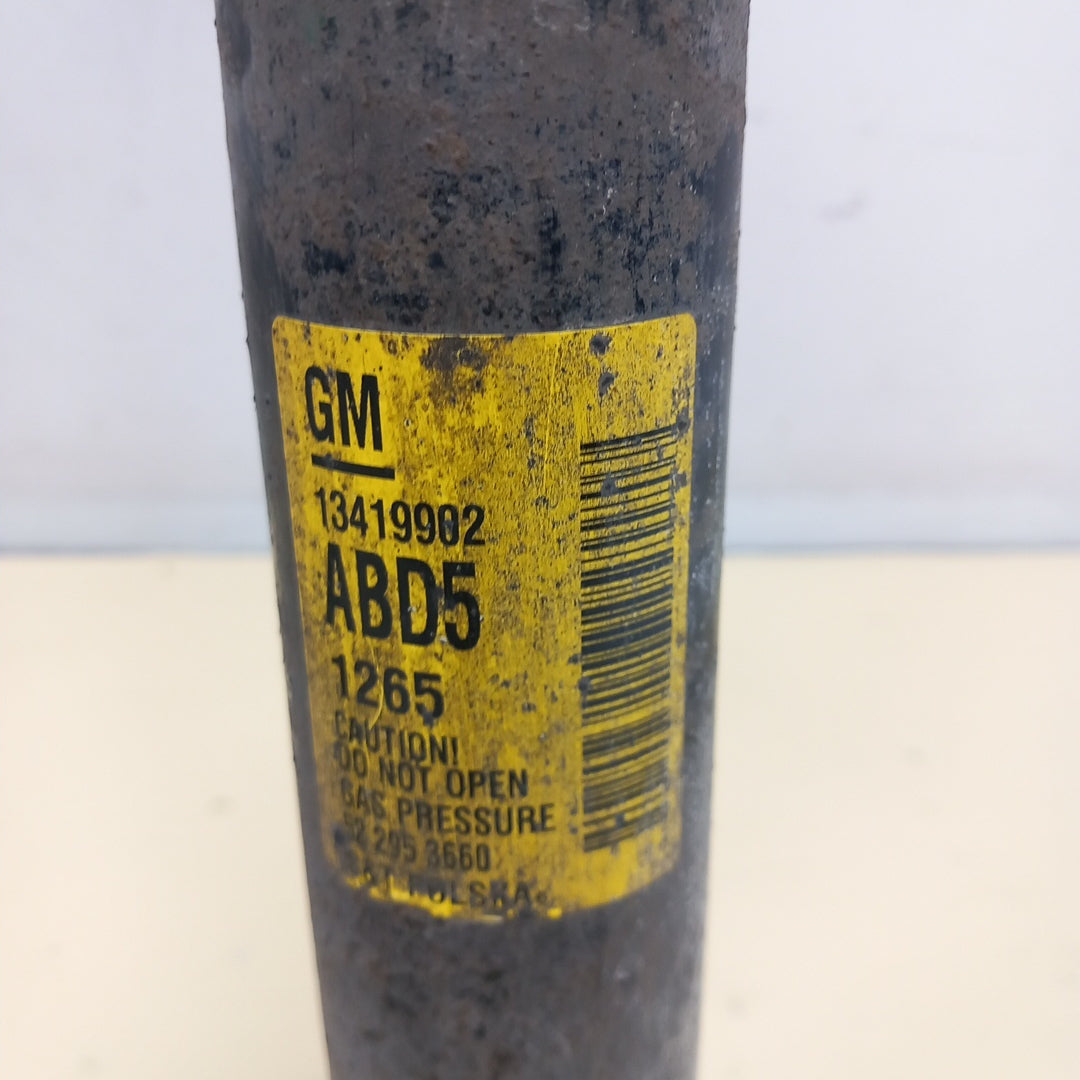 GM
13419902
ABD5
1265
CAUTION!
DO NOT OPEN
GAS PRESSURE
52 295 3660
POLSKA